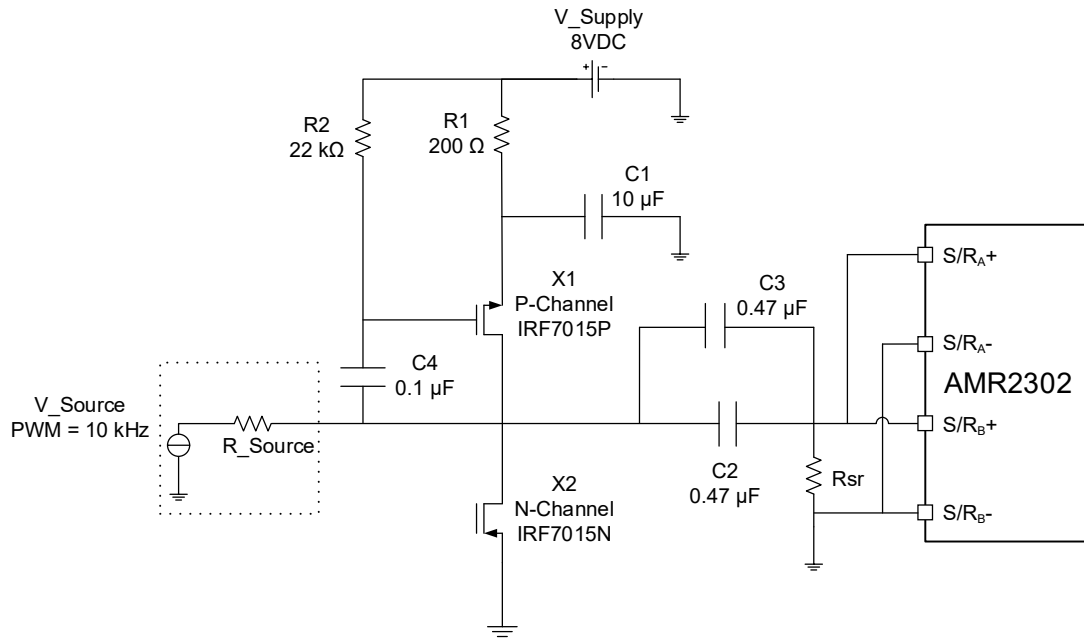 V_Supply
8VDC
+ -
R2
22 kΩ
R1
200 Ω
C1
10 µF
X1
P-Channel
IRF7015P
C3
0.47 µF
S/RA+
S/RA-
AMR2302
C4
0.1 µF
V_Source
PWM = 10 kHz
R_Source
S/RB+
C2
0.47 µF
Rsr
X2
N-Channel
IRF7015N
S/RB-